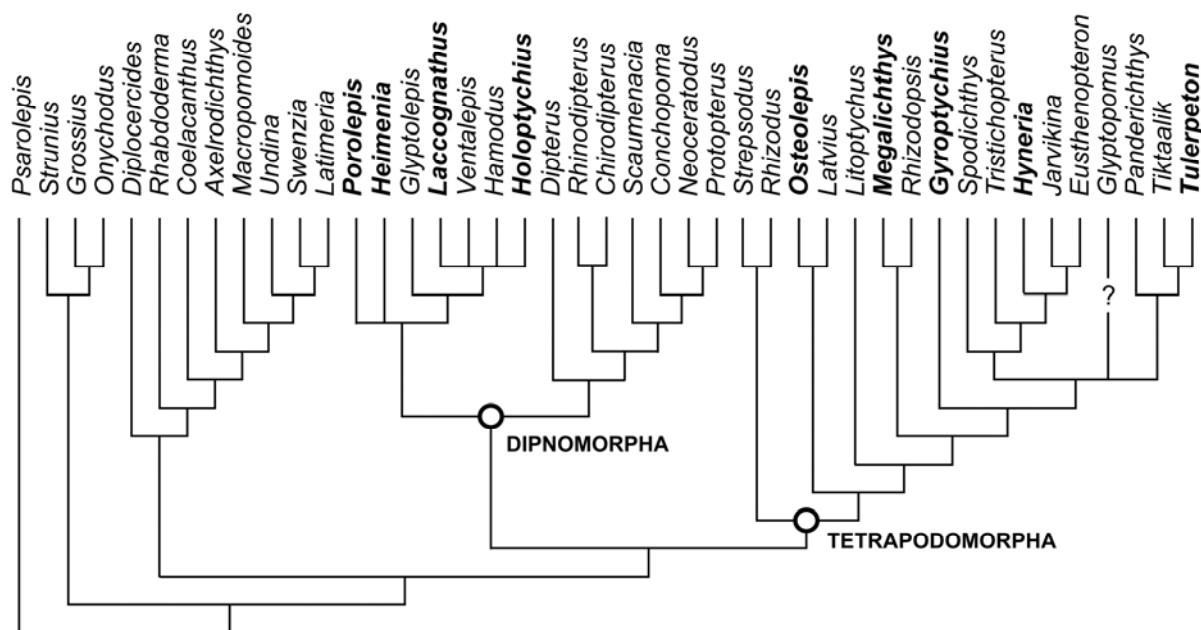 Psarolepis
Strunius
Grossius
Onychodus
Diplocercides
Rhabdoderma
Coelacanthus
Axelrodichthys
Macropomoides
Undina
Swenzia
Latimeria
Porolepis
Heimenia
Glyptolepis
Laccognathus
Ventalepis
Hamodus
Holoptychius
Dipterus
Rhinodipterus
Chirodipterus
Scaumenacia
Conchopoma
Neoceratodus
Protopterus
Strepsodus
Rhizodus
Osteolepis
Latvius
Litoptychus
Megalichthys
Rhizodopsis
Gyroptychius
Spodichthys
Tristichopterus
Hyneria
Jarvikina
Eusthenopteron
Glyptopomus
Panderichthys
Tiktaalik
Tulerpeton
?
DIPNOMORPHA
TETRAPODOMORPHA